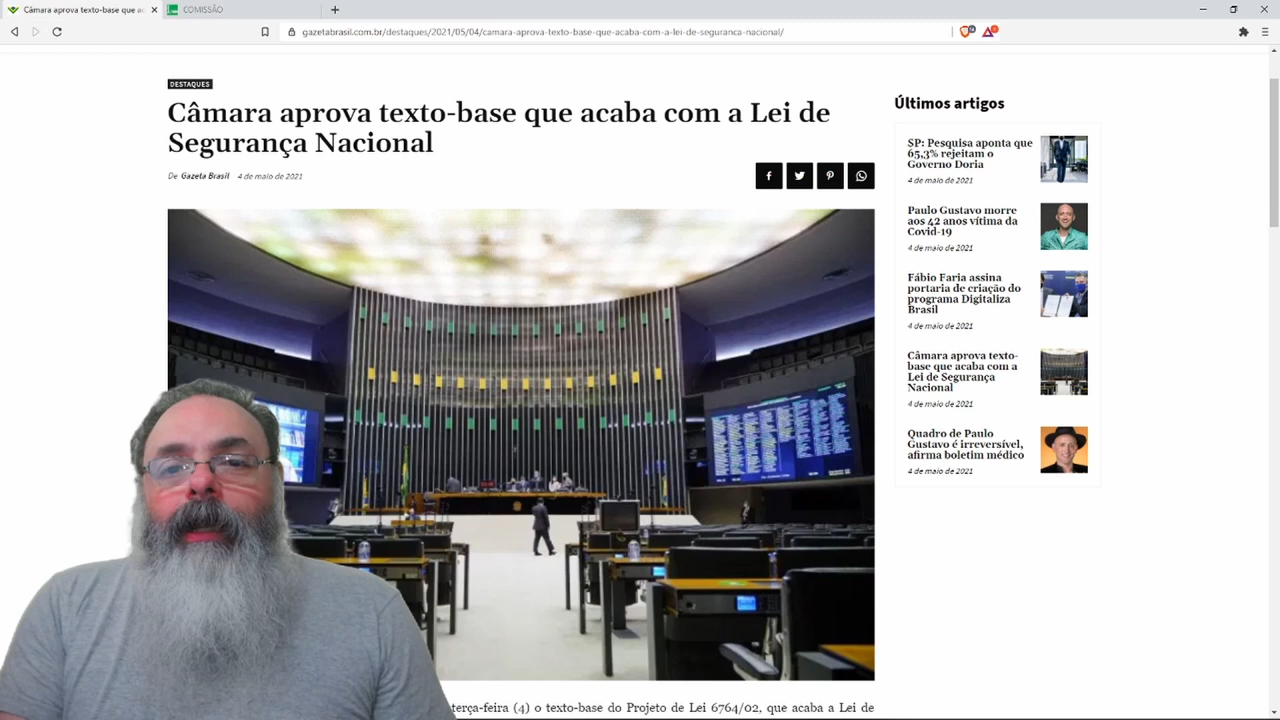 Câmara aprova texto-base que ac
COMISSÃO
gazetabrasil.com.br/destaques/2021/05/04/camara-aprova-texto-base-que-acaba-com-a-lei-de-seguranca-nacional/
DESTAQUES
Câmara aprova texto-base que acaba com a Lei de
Segurança Nacional
De Gazeta Brasil 4 de maio de 2021
terça-feira (4) o texto-base do Projeto de Lei 6764/02, que acaba a Lei de
Últimos artigos
SP: Pesquisa aponta que
65,3% rejeitam o
Governo Doria
4 de maio de 2021
Paulo Gustavo morre
aos 42 anos vítima da
Covid-19
4 de maio de 2021
Fábio Faria assina
portaria de criação do
programa Digitaliza
Brasil
4 de maio de 2021
Câmara aprova texto-
base que acaba com a
Lei de Segurança
Nacional
4 de maio de 2021
Quadro de Paulo
Gustavo é irreversível,
afirma boletim médico
4 de maio de 2021